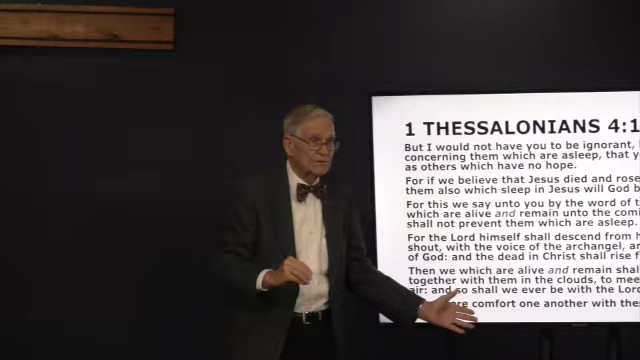 1 THESSALONIANS 4:1
But I would not have you to be ignorant,
concerning them which are asleep, that
as others which have no hope.
For if we believe that Jesus died and rose
them also which sleep in Jesus will God
For this we say unto you by the word of
which are alive and remain unto the
shall not prevent them which are asleep.
For the Lord himself shall descend from
shout, with the voice of the archangel,
of God: and the dead in Christ shall rise
Then we which are alive and remain
together with them in the clouds, to
air: and so shall we ever be with the
comfort one another with